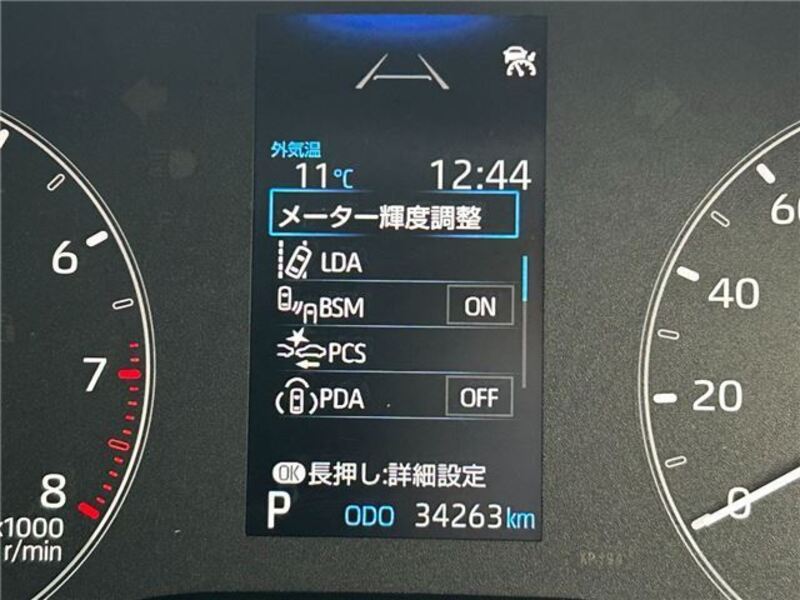 外気温
11℃ 12:44
メーター輝度調整
LDA
BSM ON
PCS
PDA OFF
OK 長押し:詳細設定
P ODO 34263 km
6
7
8
x1000
r/min
60
40
20
0